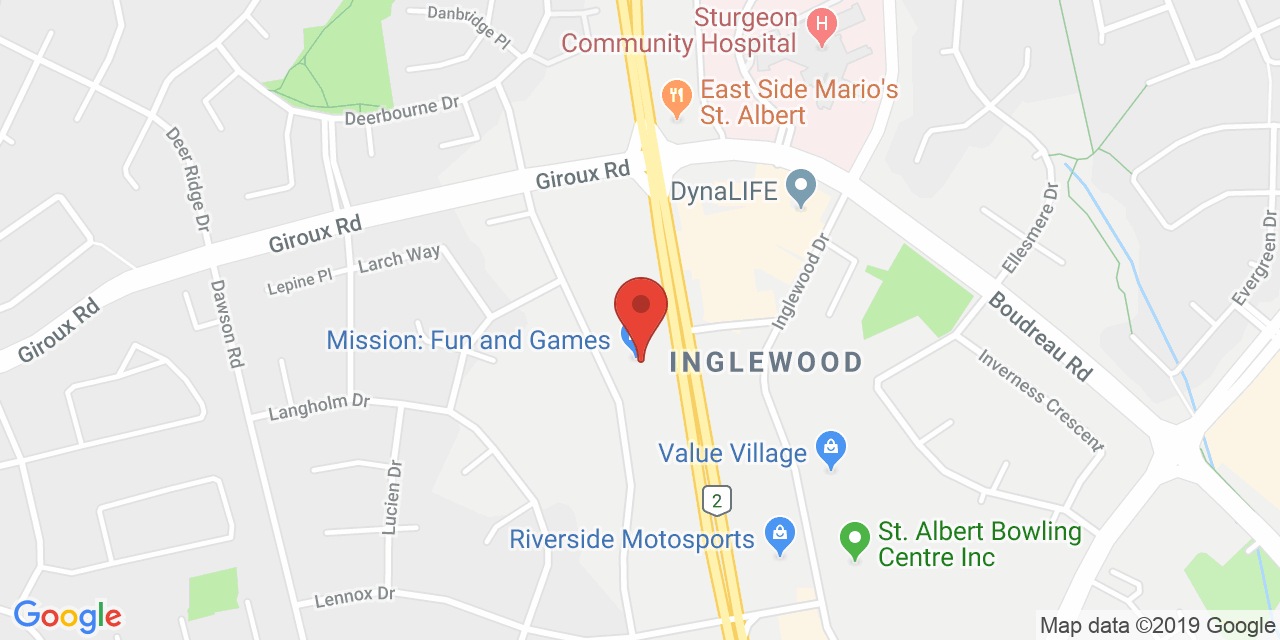 Danbridge Pl
Sturgeon
Community Hospital
H
East Side Mario's
St. Albert
Deerbourne Dr
Deer Ridge Dr
Giroux Rd
DynaLIFE
Ellesmere Dr
Evergreen Dr
Giroux Rd
Larch Way
Lepine Pl
Inglewood Dr
Giroux Rd
Dawson Rd
Boudreau Rd
Mission: Fun and Games
INGLEWOOD
Inverness Crescent
Langholm Dr
Value Village
Lucien Dr
2
Riverside Motosports
St. Albert Bowling
Centre Inc
Lennox Dr
Google
Map data ©2019 Google